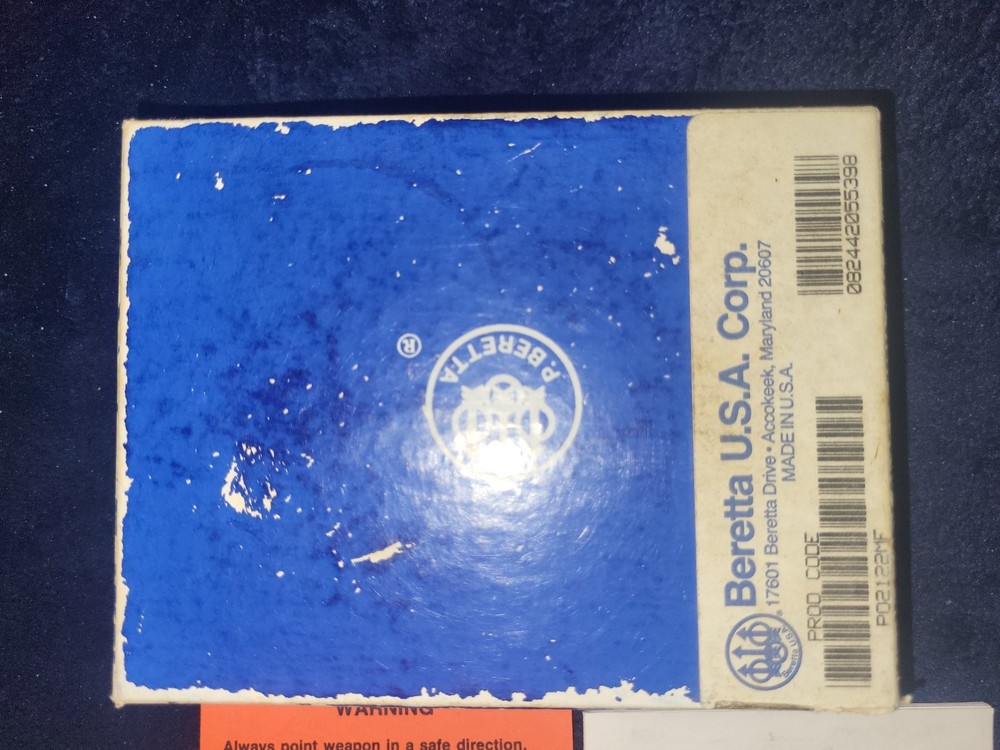 P. BERETTA
®
Beretta U.S.A. Corp.
17601 Beretta Drive • Accokeek, Maryland 20607
MADE IN U.S.A.
082442055398
PROD CODE
P02122MF
Beretta U.S.A.
WARNING
Always point weapon in a safe direction.